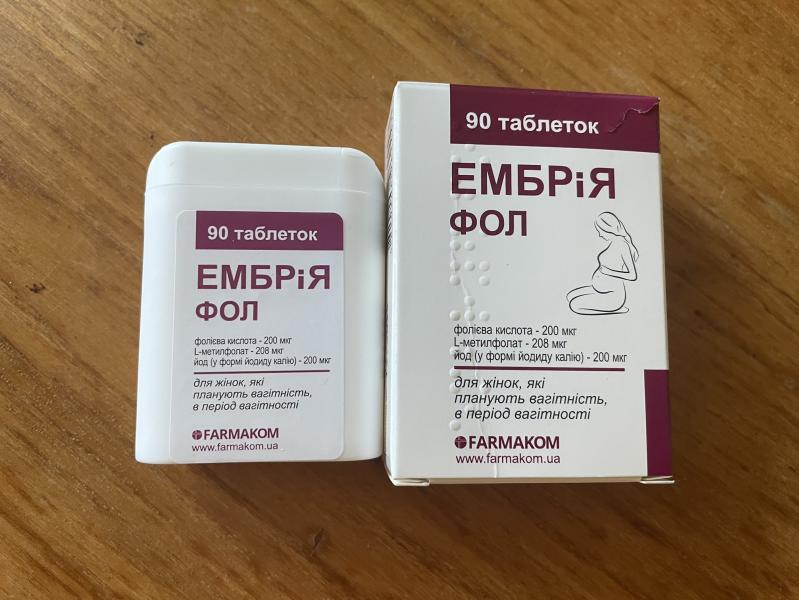 90 таблеток
ЕМБРіЯ
ФОЛ
фолієва кислота - 200 мкг
L-метилфолат - 208 мкг
йод (у формі йодиду калію) - 200 мкг
для жінок, які
планують вагітність,
в період вагітності
FARMAKOM
www.farmakom.ua
90 таблеток
ЕМБРіЯ
ФОЛ
фолієва кислота - 200 мкг
L-метилфолат - 208 мкг
йод (у формі йодиду калію) - 200 мкг
для жінок, які
планують вагітність,
в період вагітності
FARMAKOM
www.farmakom.ua